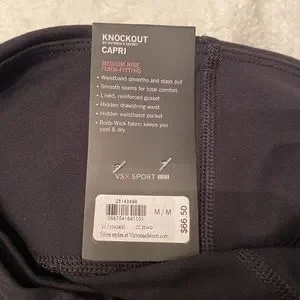 KNOCKOUT
BY VICTORIA'S SECRET
CAPRI
MEDIUM RISE
FORM-FITTING
• Waistband smooths and stays put
• Smooth seams for total comfort
• Lined, reinforced gusset
• Hidden drawstring waist
• Hidden waistband pocket
• Body-Wick fabric keeps you
cool & dry.
VSX SPORT
25143596
M / M
$66.50
More styles at VictoriasSecret.com